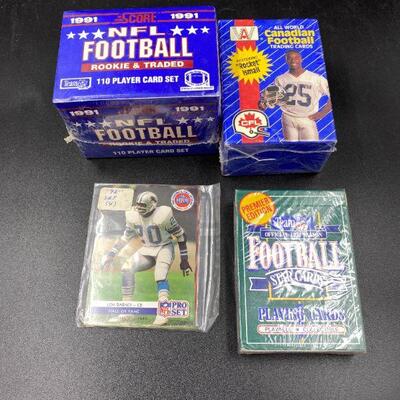 1991 SCORE 1991
NFL
FOOTBALL
ROOKIE & TRADED
110 PLAYER CARD SET
1991
1991
NFL
FOOTBALL
ROOKIE & TRADED
110 PLAYER CARD SET
ALL WORLD
Canadian
Football
TRADING CARDS
"Rocket"
Ismail
25
CFL
LEM BARNEY - CB
HALL OF FAME
PRO
SET
PREMIER
EDITION
FOOTBALL
STAR CARDS
PLAYING CARDS